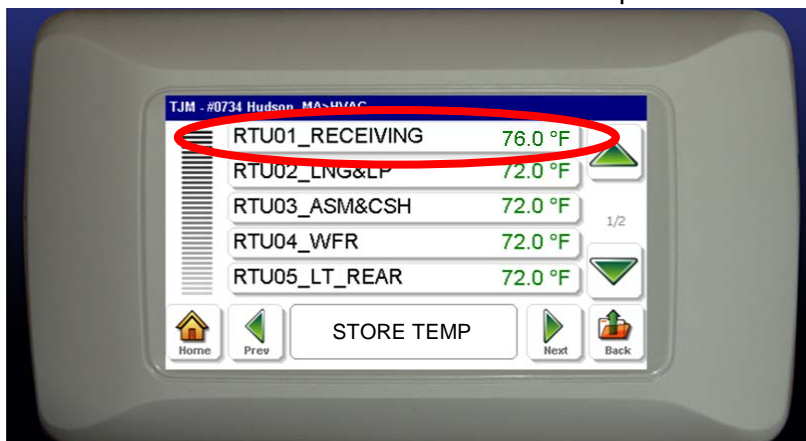 TJM - #0734 Hudson, MA>HVAC
RTU01_RECEIVING 76.0 °F
RTU02_LNG&LP 72.0 °F
RTU03_ASM&CSH 72.0 °F
1/2
RTU04_WFR 72.0 °F
RTU05_LT_REAR 72.0 °F
Home
Prev
STORE TEMP
Next
Back